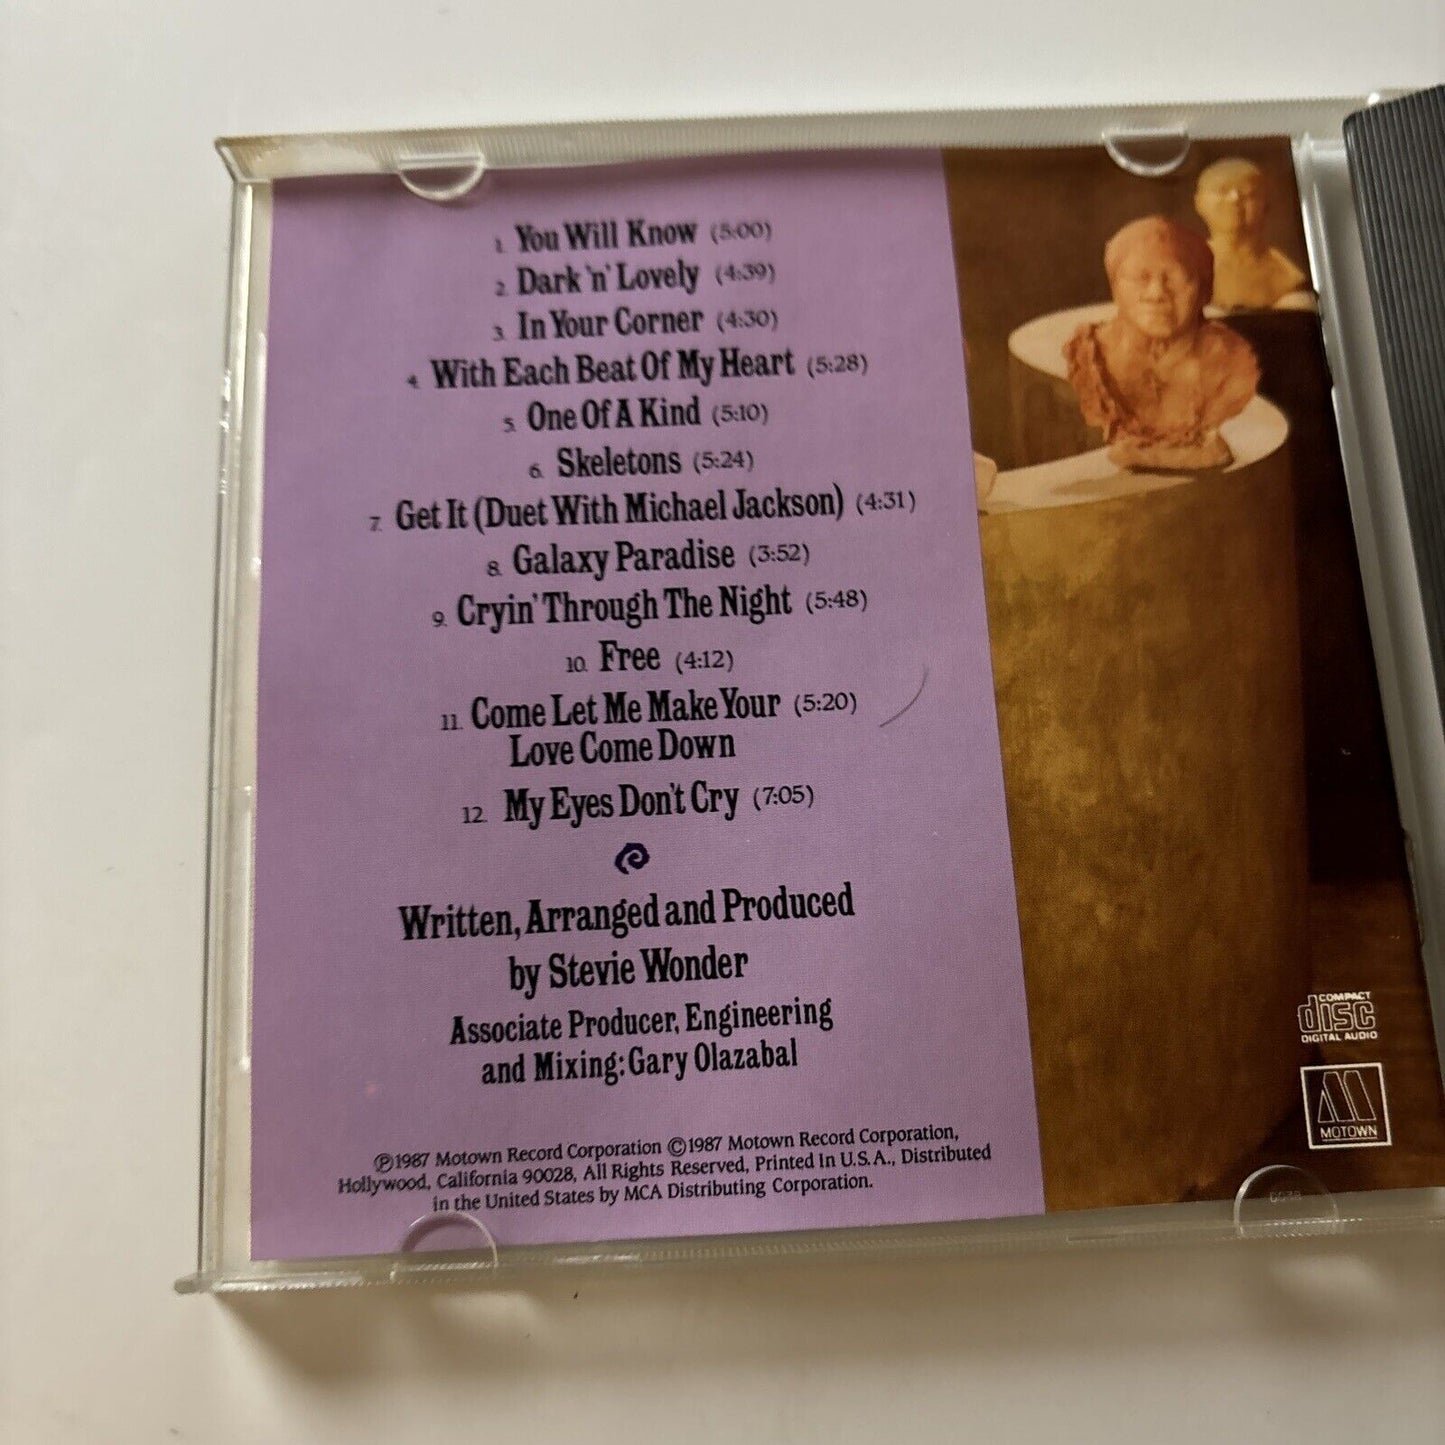 1. You Will Know (5:00)
2. Dark 'n' Lovely (4:39)
3. In Your Corner (4:30)
4. With Each Beat Of My Heart (5:28)
5. One Of A Kind (5:10)
6. Skeletons (5:24)
7. Get It (Duet With Michael Jackson) (4:31)
8. Galaxy Paradise (3:52)
9. Cryin' Through The Night (5:48)
10. Free (4:12)
11. Come Let Me Make Your (5:20)
Love Come Down
12. My Eyes Don't Cry (7:05)
Written, Arranged and Produced
by Stevie Wonder
Associate Producer, Engineering
and Mixing: Gary Olazabal
℗1987 Motown Record Corporation ©1987 Motown Record Corporation,
Hollywood, California 90028, All Rights Reserved, Printed In U.S.A., Distributed
in the United States by MCA Distributing Corporation.
COMPACT
disc
DIGITAL AUDIO
M
MOTOWN